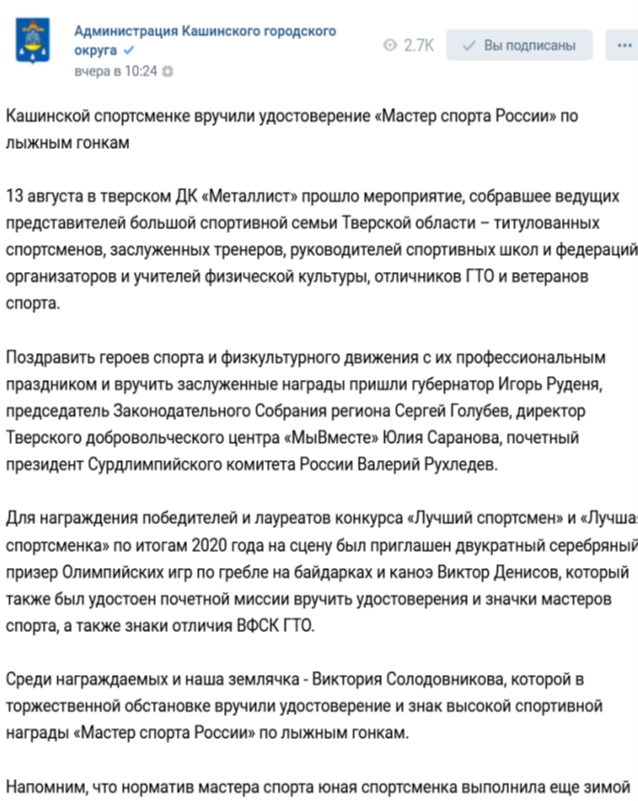 Администрация Кашинского городского
округа
вчера в 10:24
2.7K
Вы подписаны
Кашинской спортсменке вручили удостоверение «Мастер спорта России» по
лыжным гонкам
13 августа в тверском ДК «Металлист» прошло мероприятие, собравшее ведущих
представителей большой спортивной семьи Тверской области – титулованных
спортсменов, заслуженных тренеров, руководителей спортивных школ и федераций
организаторов и учителей физической культуры, отличников ГТО и ветеранов
спорта.
Поздравить героев спорта и физкультурного движения с их профессиональным
праздником и вручить заслуженные награды пришли губернатор Игорь Руденя,
председатель Законодательного Собрания региона Сергей Голубев, директор
Тверского добровольческого центра «МыВместе» Юлия Саранова, почетный
президент Сурдлимпийского комитета России Валерий Рухледев.
Для награждения победителей и лауреатов конкурса «Лучший спортсмен» и «Лучша
спортсменка» по итогам 2020 года на сцену был приглашен двукратный серебряный
призер Олимпийских игр по гребле на байдарках и каноэ Виктор Денисов, который
также был удостоен почетной миссии вручить удостоверения и значки мастеров
спорта, а также знаки отличия ВФСК ГТО.
Среди награждаемых и наша землячка - Виктория Солодовникова, которой в
торжественной обстановке вручили удостоверение и знак высокой спортивной
награды «Мастер спорта России» по лыжным гонкам.
Напомним, что норматив мастера спорта юная спортсменка выполнила еще зимой